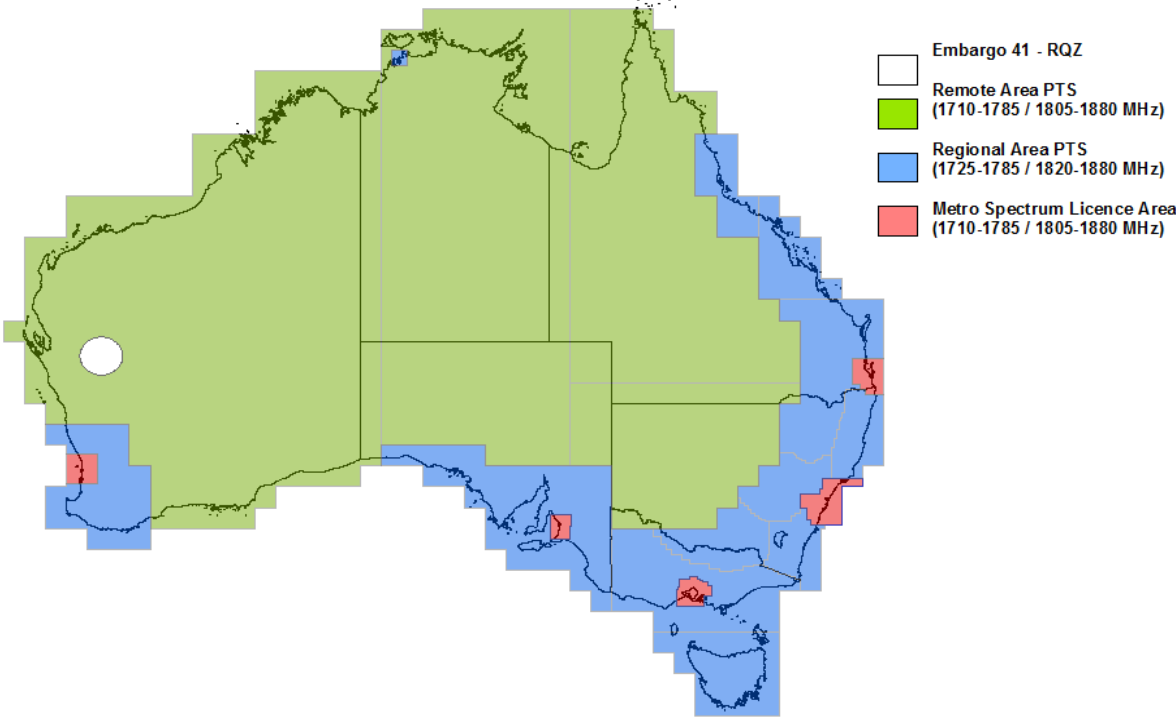 Embargo 41 - RQZ
Remote Area PTS
(1710-1785 / 1805-1880 MHz)
Regional Area PTS
(1725-1785 / 1820-1880 MHz)
Metro Spectrum Licence Area
(1710-1785 / 1805-1880 MHz)